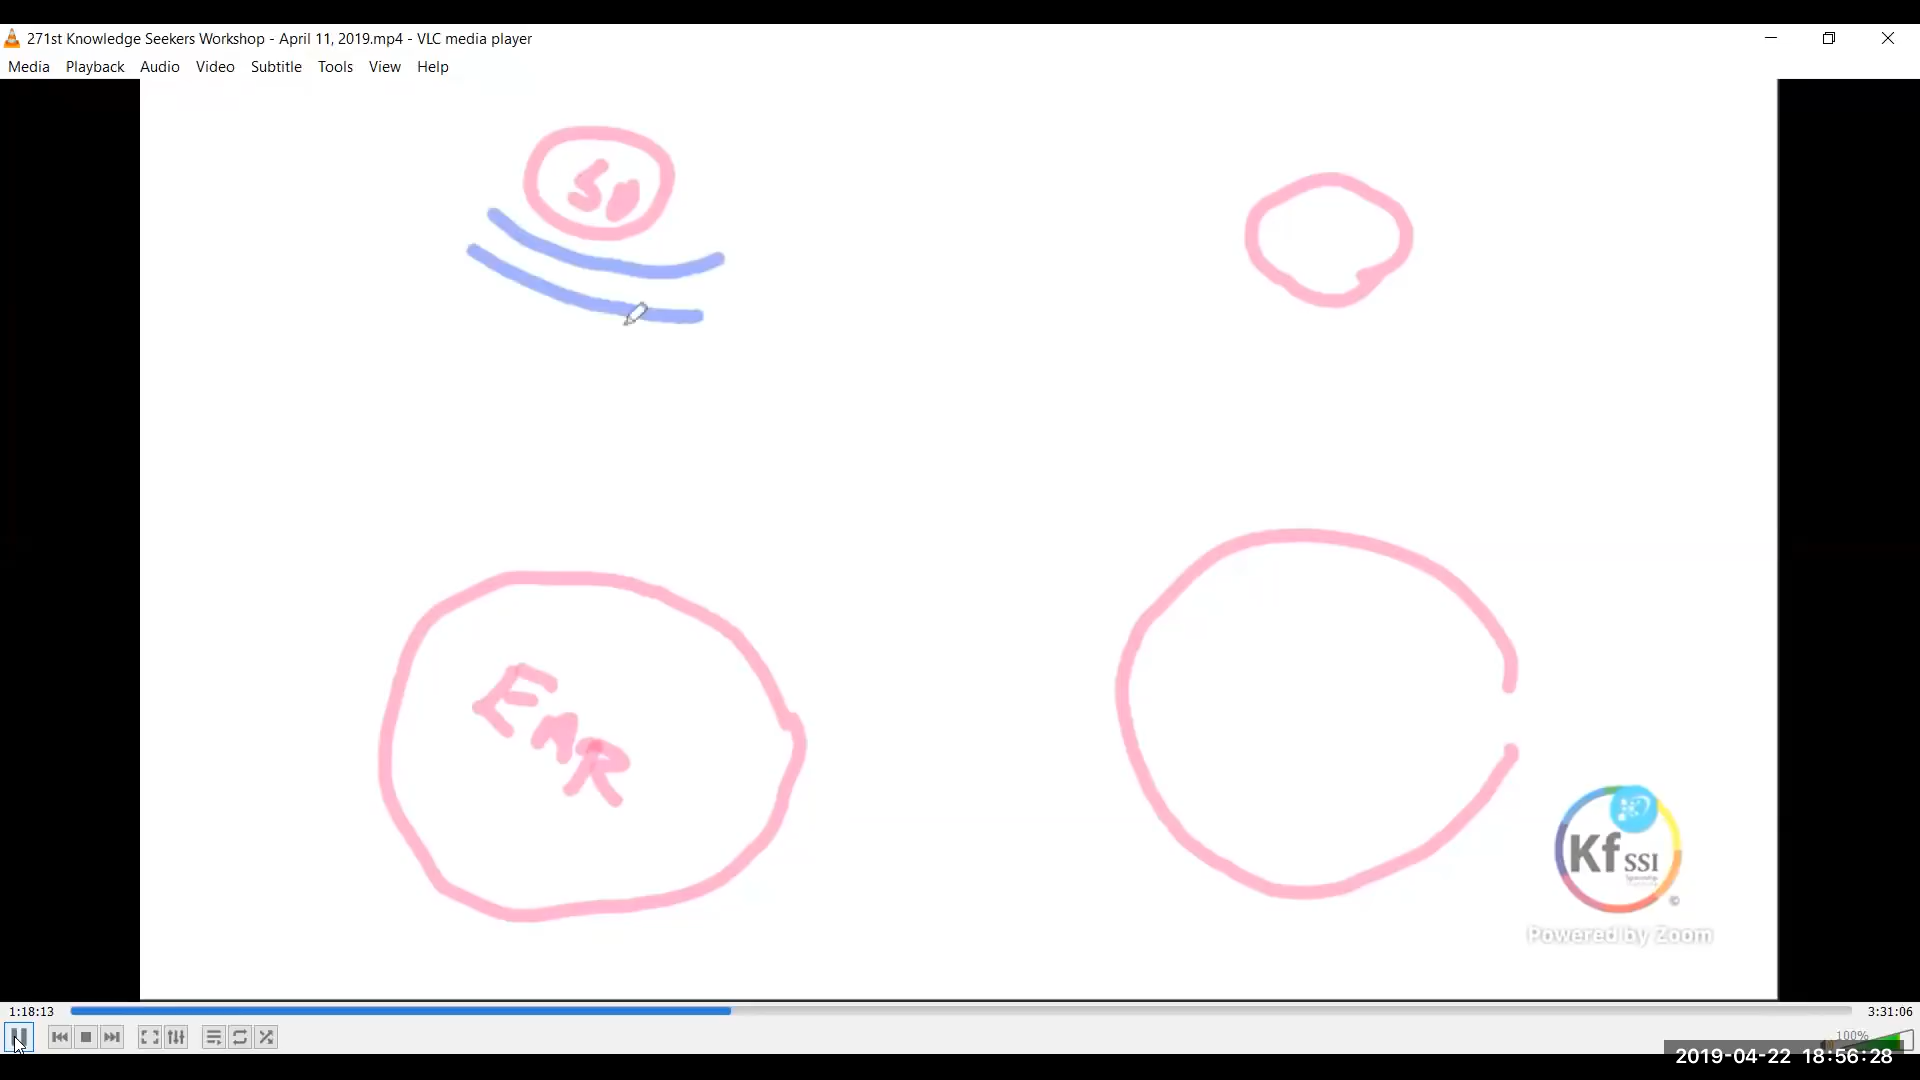 271st Knowledge Seekers Workshop - April 11, 2019.mp4 - VLC media player
Media Playback Audio Video Subtitle Tools View Help
EAR
Kf SSI
©
Powered by Zoom
1:18:13
3:31:06
100%
2019-04-22 18:56:28